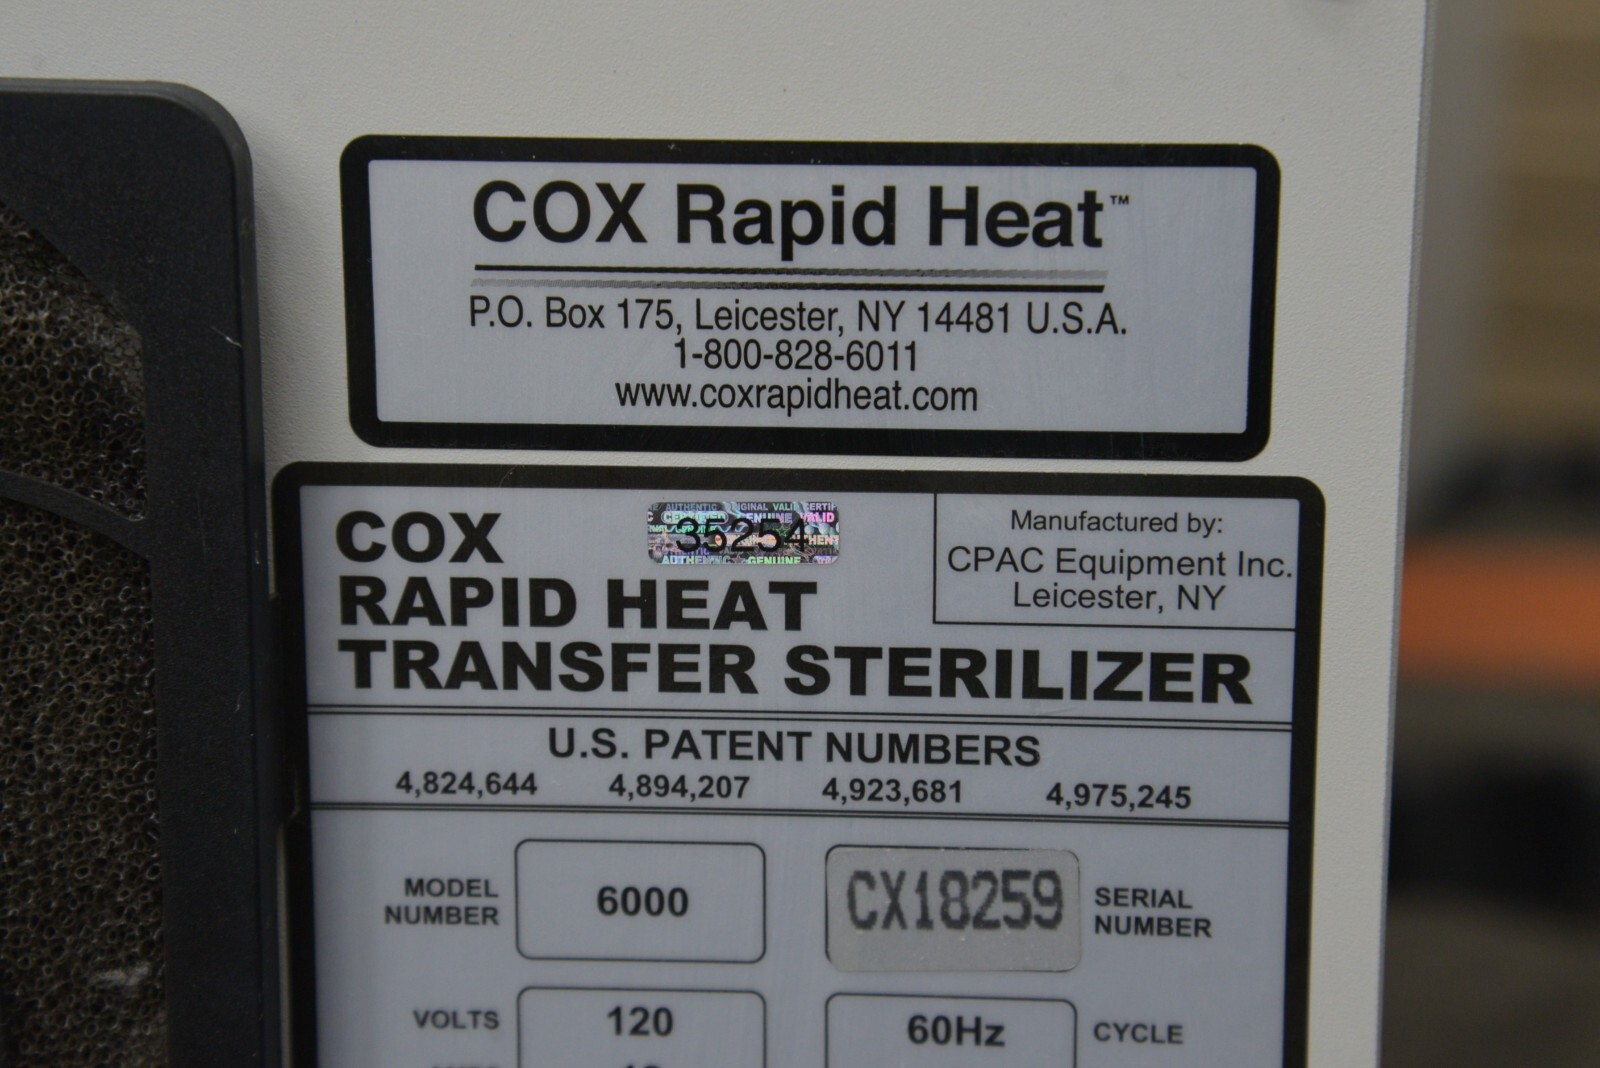 COX Rapid Heat™
P.O. Box 175, Leicester, NY 14481 U.S.A.
1-800-828-6011
www.coxrapidheat.com
COX
35254
RAPID HEAT
TRANSFER STERILIZER
Manufactured by:
CPAC Equipment Inc.
Leicester, NY
U.S. PATENT NUMBERS
4,824,644 4,894,207 4,923,681 4,975,245
MODEL
NUMBER
6000
CX18259
SERIAL
NUMBER
VOLTS
120
60Hz
CYCLE